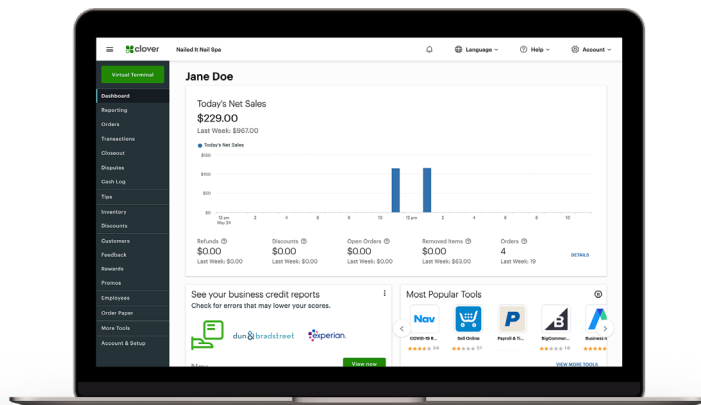 clover
Nailed It Nail Spa
Language
Help
Account
Virtual Terminal
Dashboard
Reporting
Orders
Transactions
Closeout
Disputes
Cash Log
Tips
Inventory
Discounts
Customers
Feedback
Rewards
Promos
Employees
Order Paper
More Tools
Account & Setup
Jane Doe
Today's Net Sales
$229.00
Last Week: $967.00
Today's Net Sales
$150
$100
$50
$0
12 am 2 4 6 8 10 12 pm 2 4 6 8 10
May 24
Refunds Discounts Open Orders Removed Items Orders
$0.00 $0.00 $0.00 $0.00 4
Last Week: $0.00 Last Week: $0.00 Last Week: $0.00 Last Week: $63.00 Last Week: 19
DETAILS
See your business credit reports
Check for errors that may lower your scores.
dun & bradstreet
experian.
View now
Most Popular Tools
Nav
COVID-19 R...
Sell Online
Payroll & Ti...
BigCommer...
VIEW MORE TOOLS